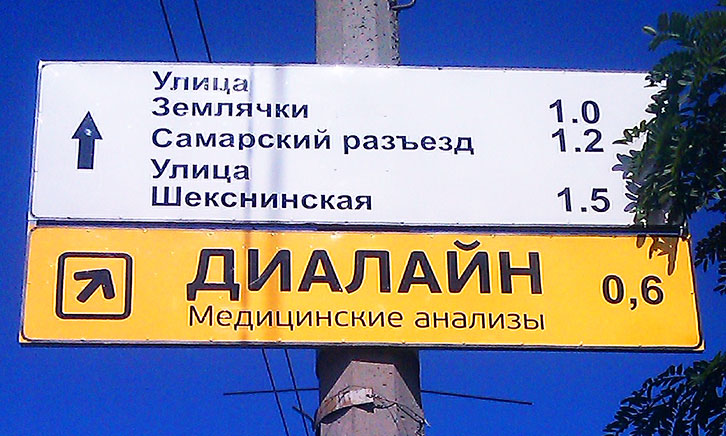 Улица
Землячки 1.0
Самарский разъезд 1.2
Улица
Шекснинская 1.5
ДИАЛАЙН 0,6
Медицинские анализы